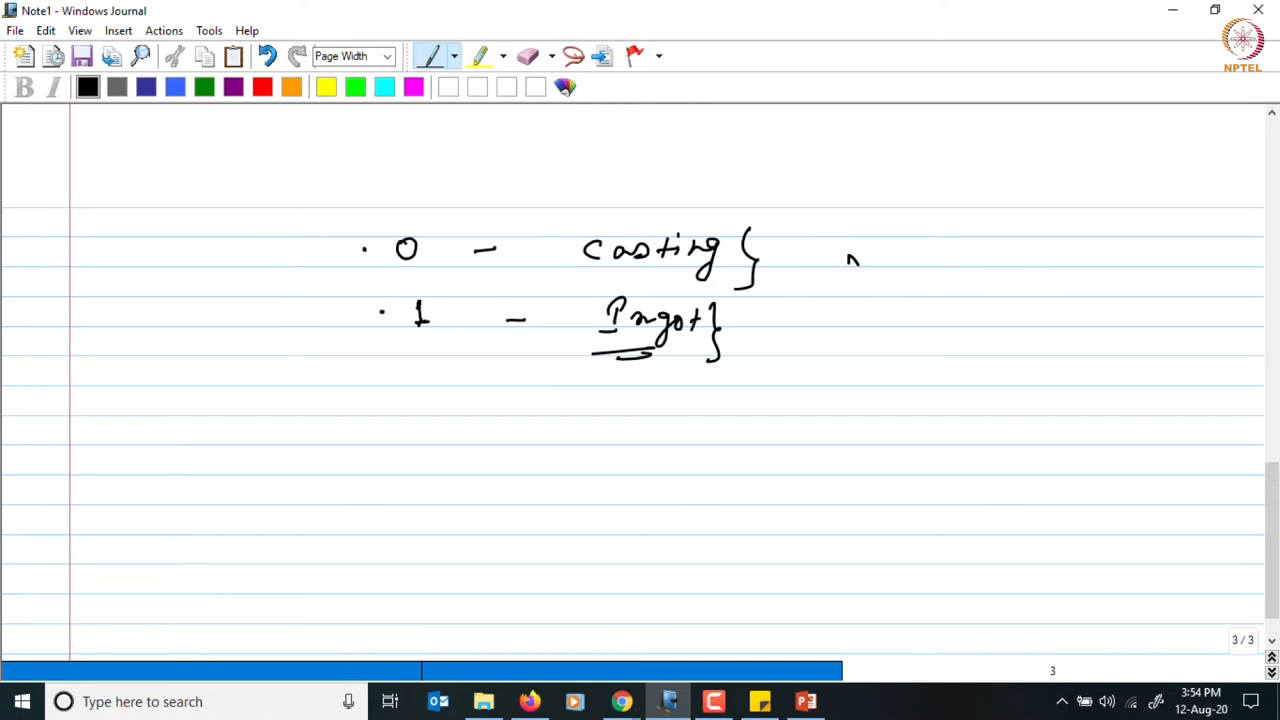 Note1 - Windows Journal
File Edit View Insert Actions Tools Help
Page Width
NPTEL
B I
. 0 - casting }
. 1 - Ingot }
3 / 3
3
Type here to search
3:54 PM
12-Aug-20